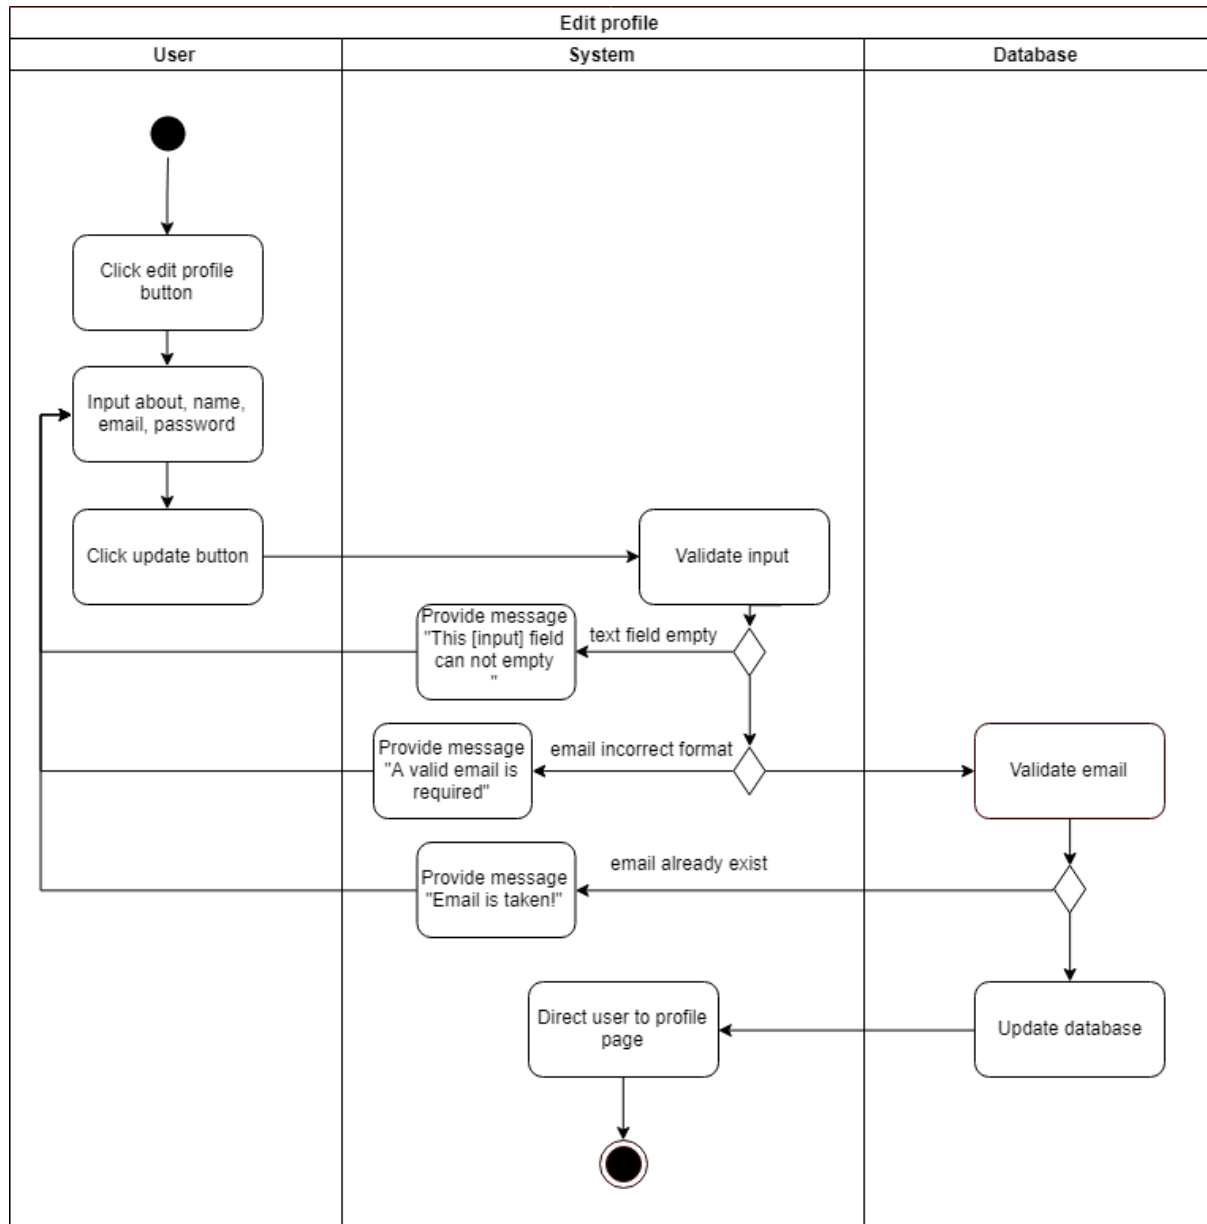 Edit profile
User
System
Database
Click edit profile
button
Input about, name,
email, password
Click update button
Validate input
Provide message
"This [input] field
can not empty
"
text field empty
Provide message
"A valid email is
required"
email incorrect format
Validate email
Provide message
"Email is taken!"
email already exist
Direct user to profile
page
Update database